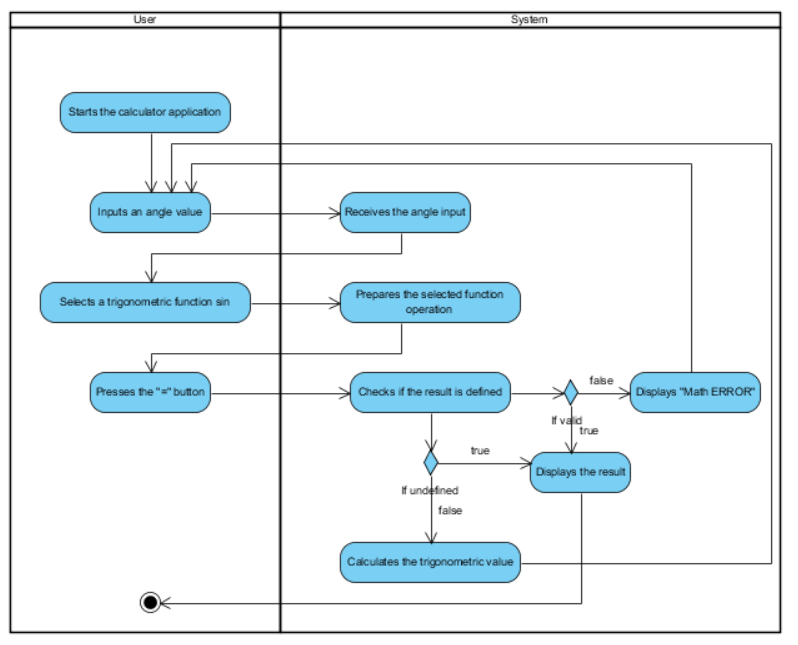 User
System
Starts the calculator application
Inputs an angle value
Receives the angle input
Selects a trigonometric function sin
Prepares the selected function
operation
Presses the "=" button
Checks if the result is defined
false
Displays "Math ERROR"
If valid
true
true
Displays the result
If undefined
false
Calculates the trigonometric value